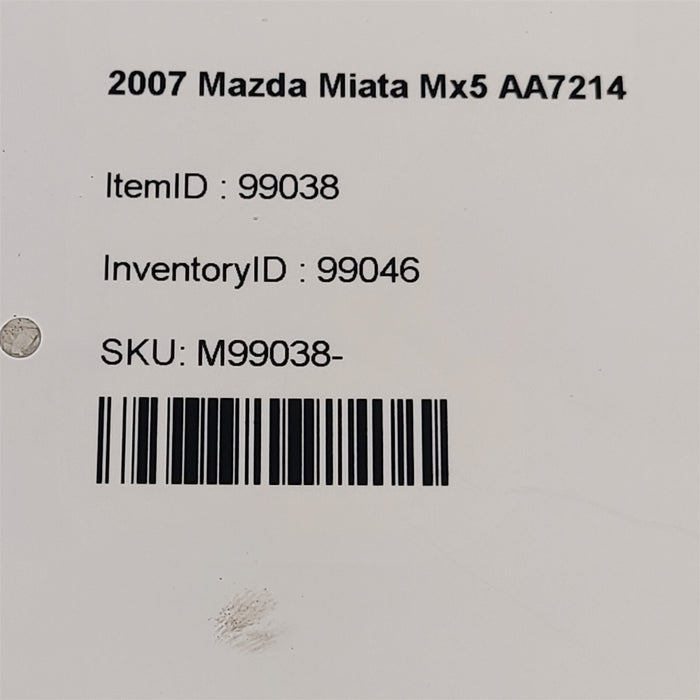 2007 Mazda Miata Mx5 AA7214
ItemID : 99038
InventoryID : 99046
SKU: M99038-